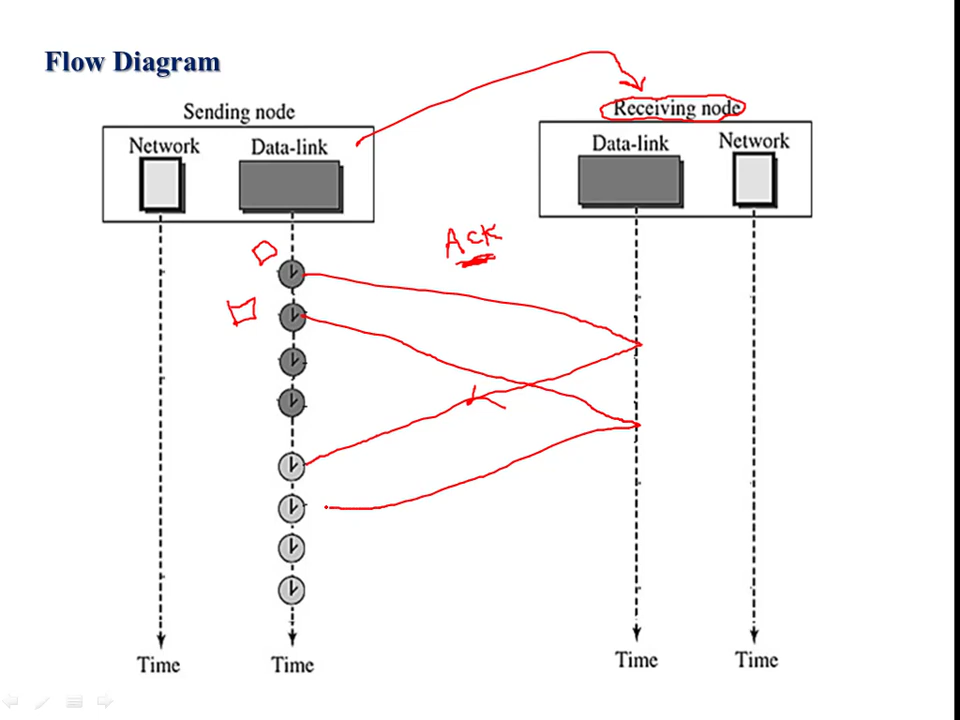 Flow Diagram
Sending node
Receiving node
Network
Data-link
Data-link
Network
Ack
Time
Time
Time
Time